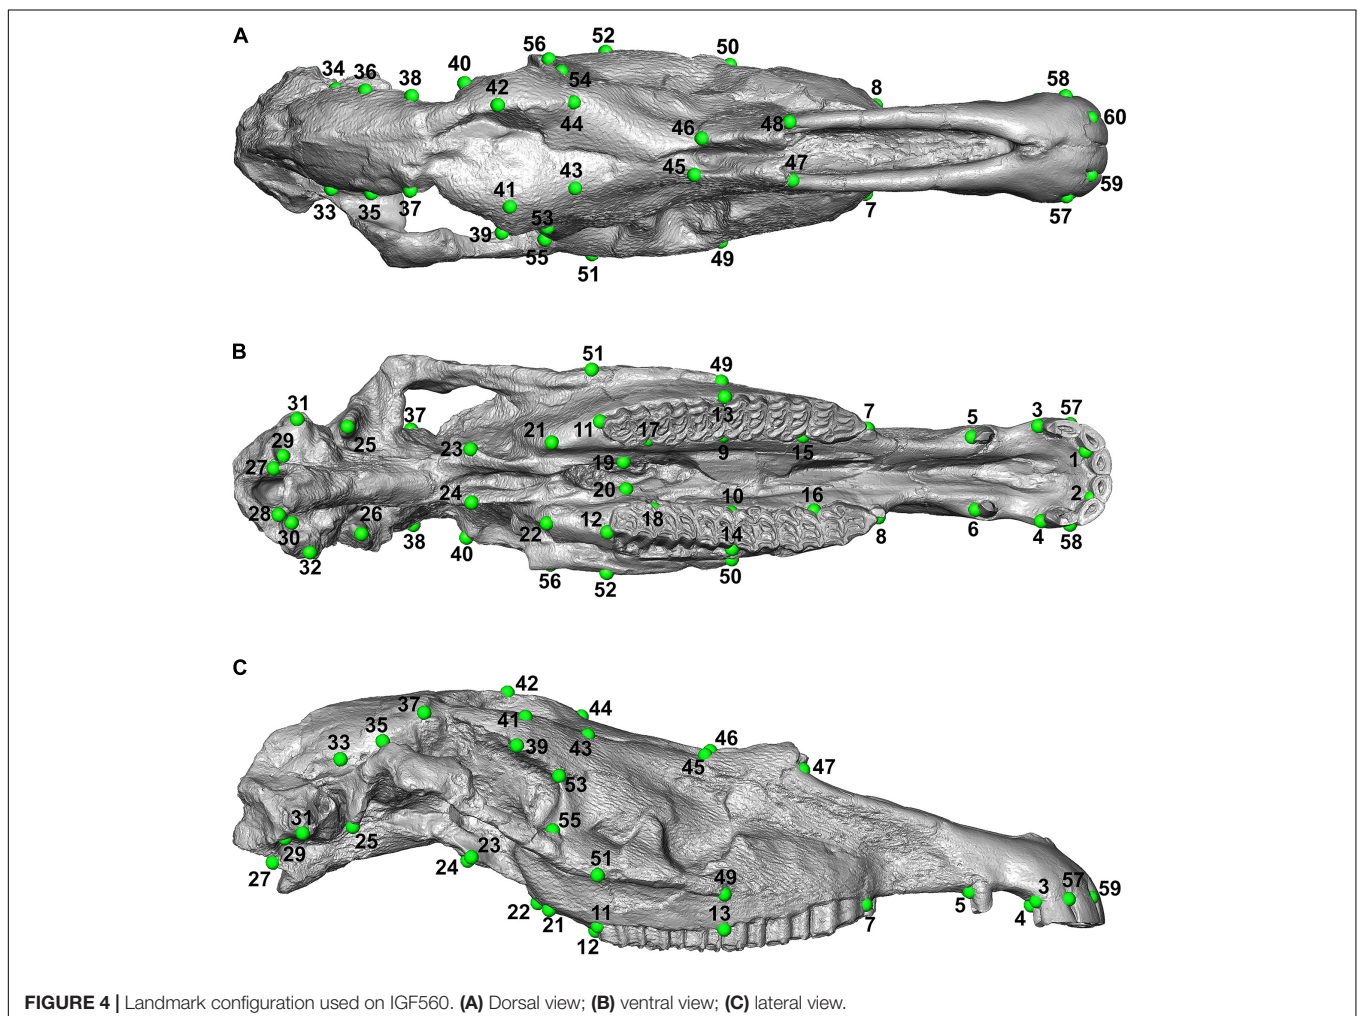 A
34 36 38 40 42 56 54 52 44 50 46 48 8 58 60
33 35 37 39 41 53 55 43 51 45 49 47 7 57 59
B
31 29 27 25 37 23 21 51 11 17 19 49 13 9 15 7 5 3 57 1
28 30 32 26 38 24 40 22 56 12 52 20 18 10 14 50 16 8 6 4 58 2
C
33 35 37 42 41 39 44 43 53 55 46 45 47
27 29 31 25 24 23 22 21 12 11 51 49 13 7 5 4 3 57 59
FIGURE 4 | Landmark configuration used on IGF560. (A) Dorsal view; (B) ventral view; (C) lateral view.